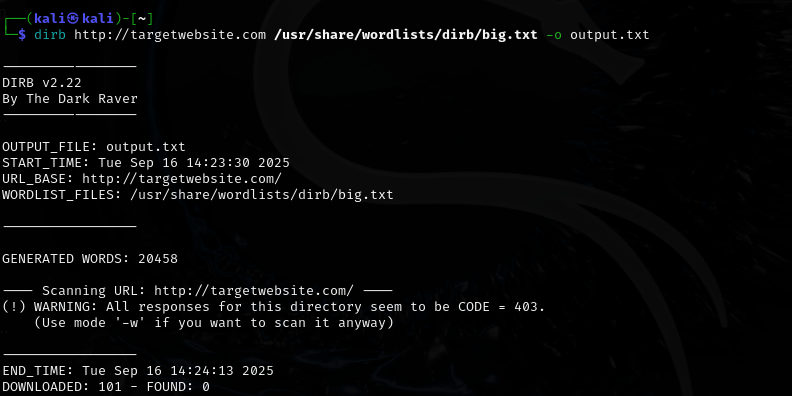 ┌──(kali㉿kali)-[~]
└─$ dirb http://targetwebsite.com /usr/share/wordlists/dirb/big.txt -o output.txt
-----------------
DIRB v2.22
By The Dark Raver
-----------------
OUTPUT_FILE: output.txt
START_TIME: Tue Sep 16 14:23:30 2025
URL_BASE: http://targetwebsite.com/
WORDLIST_FILES: /usr/share/wordlists/dirb/big.txt
-----------------
GENERATED WORDS: 20458
---- Scanning URL: http://targetwebsite.com/ ----
(!) WARNING: All responses for this directory seem to be CODE = 403.
    (Use mode '-w' if you want to scan it anyway)
-----------------
END_TIME: Tue Sep 16 14:24:13 2025
DOWNLOADED: 101 - FOUND: 0